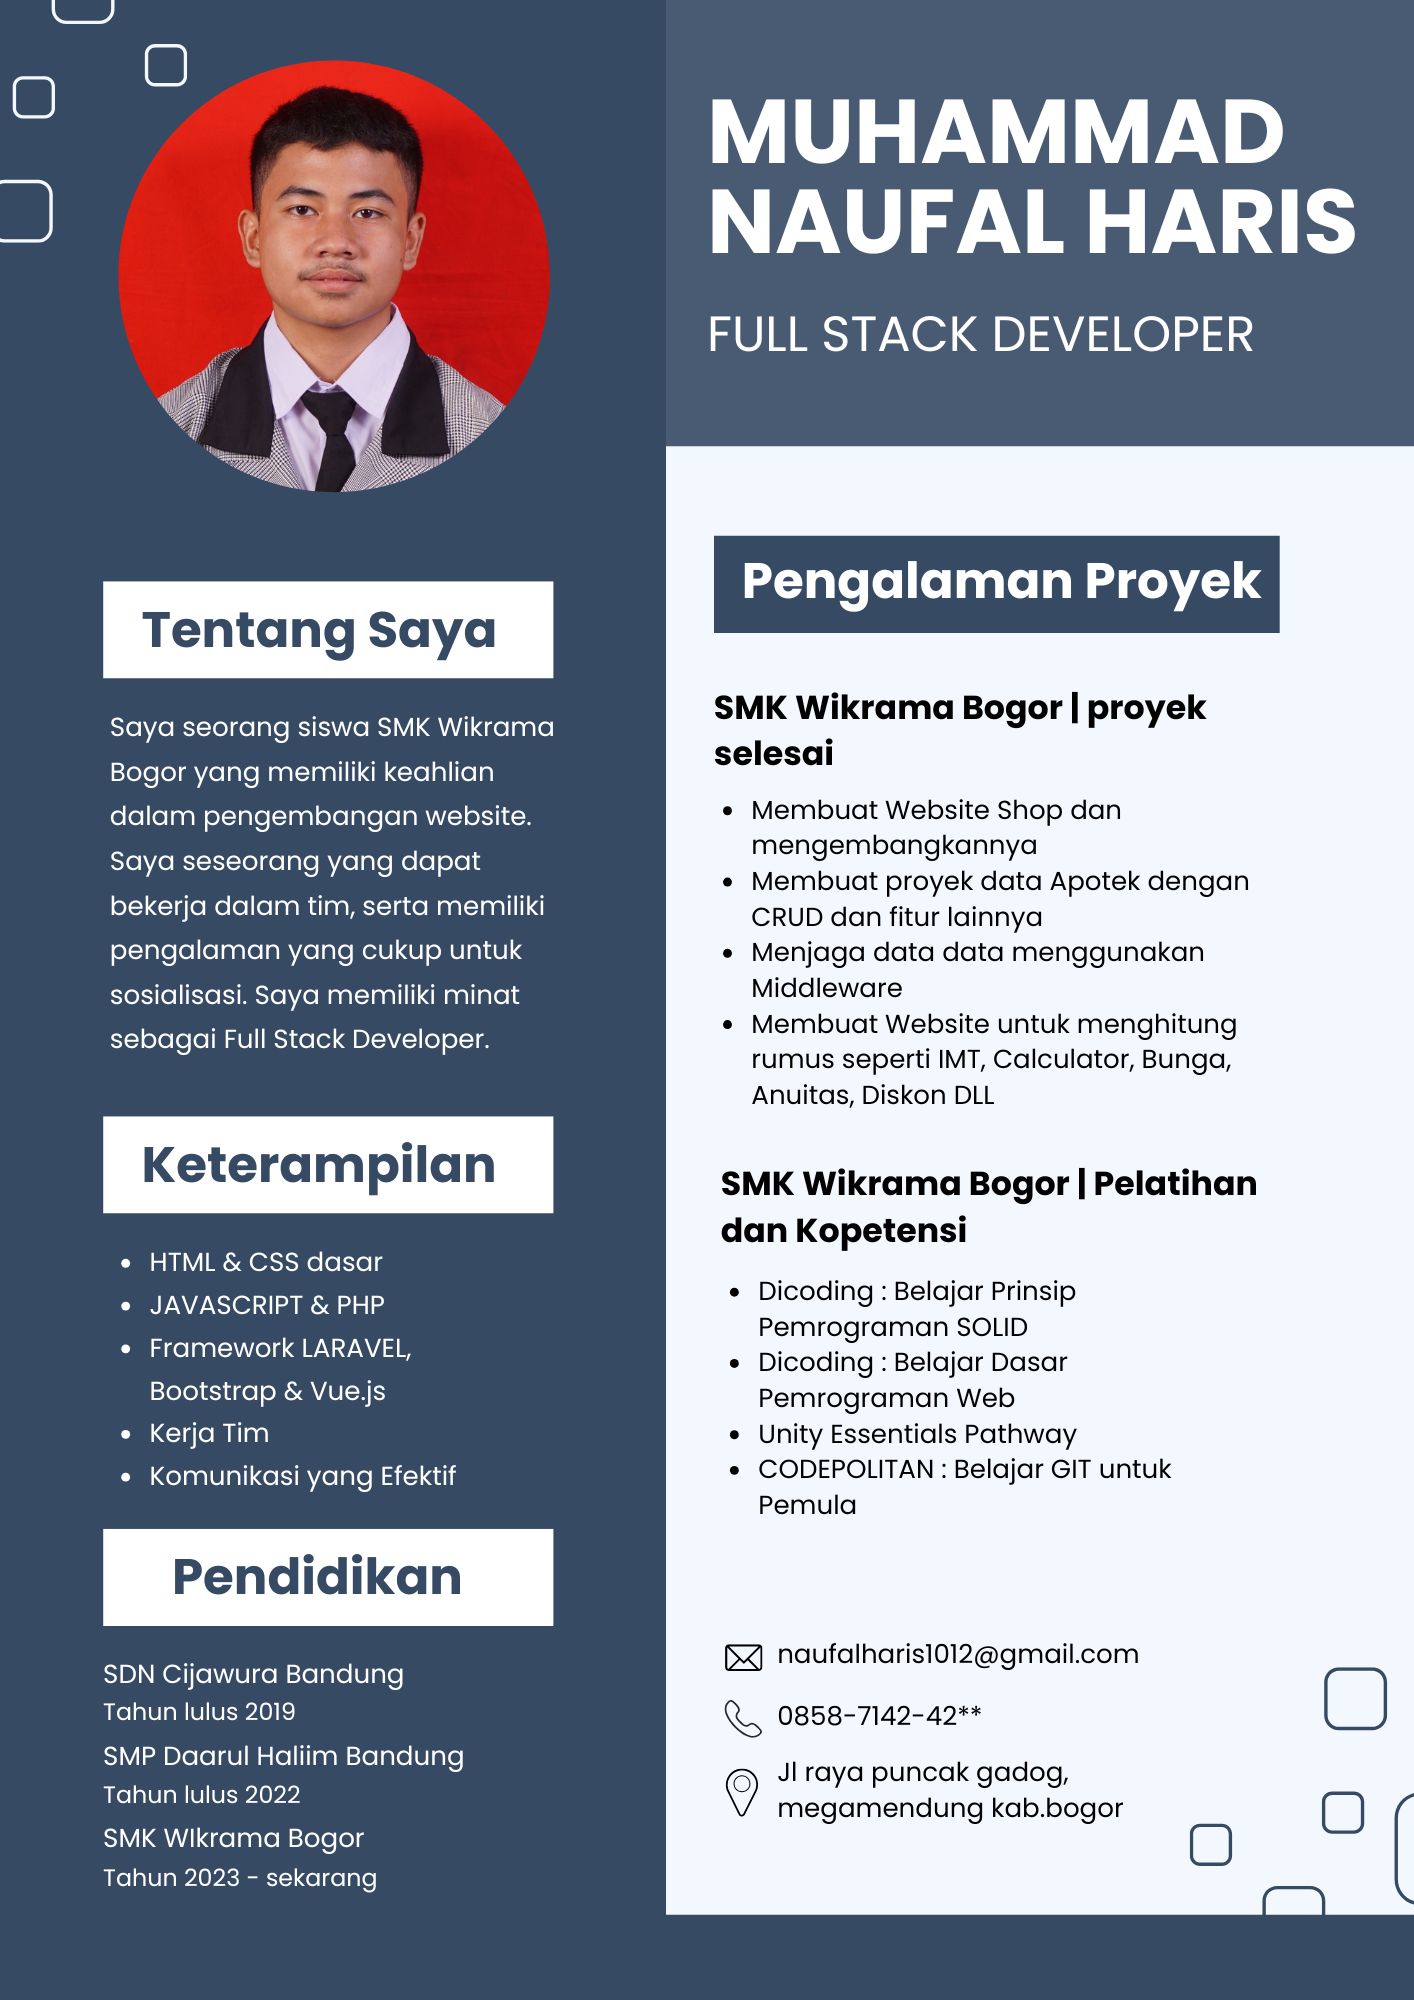 MUHAMMAD
NAUFAL HARIS
FULL STACK DEVELOPER
Tentang Saya
Saya seorang siswa SMK Wikrama
Bogor yang memiliki keahlian
dalam pengembangan website.
Saya seseorang yang dapat
bekerja dalam tim, serta memiliki
pengalaman yang cukup untuk
sosialisasi. Saya memiliki minat
sebagai Full Stack Developer.
Keterampilan
• HTML & CSS dasar
• JAVASCRIPT & PHP
• Framework LARAVEL,
Bootstrap & Vue.js
• Kerja Tim
• Komunikasi yang Efektif
Pendidikan
SDN Cijawura Bandung
Tahun lulus 2019
SMP Daarul Haliim Bandung
Tahun lulus 2022
SMK WIkrama Bogor
Tahun 2023 - sekarang
Pengalaman Proyek
SMK Wikrama Bogor | proyek
selesai
• Membuat Website Shop dan
mengembangkannya
• Membuat proyek data Apotek dengan
CRUD dan fitur lainnya
• Menjaga data data menggunakan
Middleware
• Membuat Website untuk menghitung
rumus seperti IMT, Calculator, Bunga,
Anuitas, Diskon DLL
SMK Wikrama Bogor | Pelatihan
dan Kopetensi
• Dicoding : Belajar Prinsip
Pemrograman SOLID
• Dicoding : Belajar Dasar
Pemrograman Web
• Unity Essentials Pathway
• CODEPOLITAN : Belajar GIT untuk
Pemula
naufalharis1012@gmail.com
0858-7142-42**
Jl raya puncak gadog,
megamendung kab.bogor